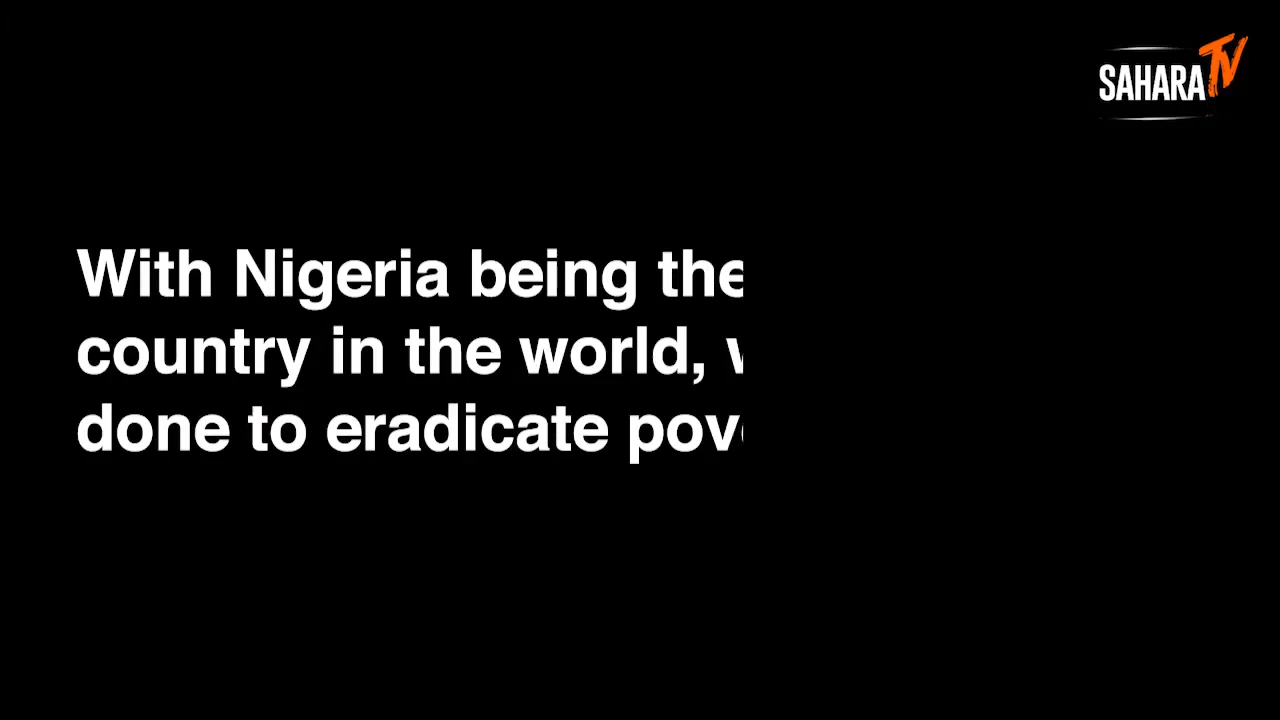 SAHARA TV
With Nigeria being the
country in the world,
done to eradicate